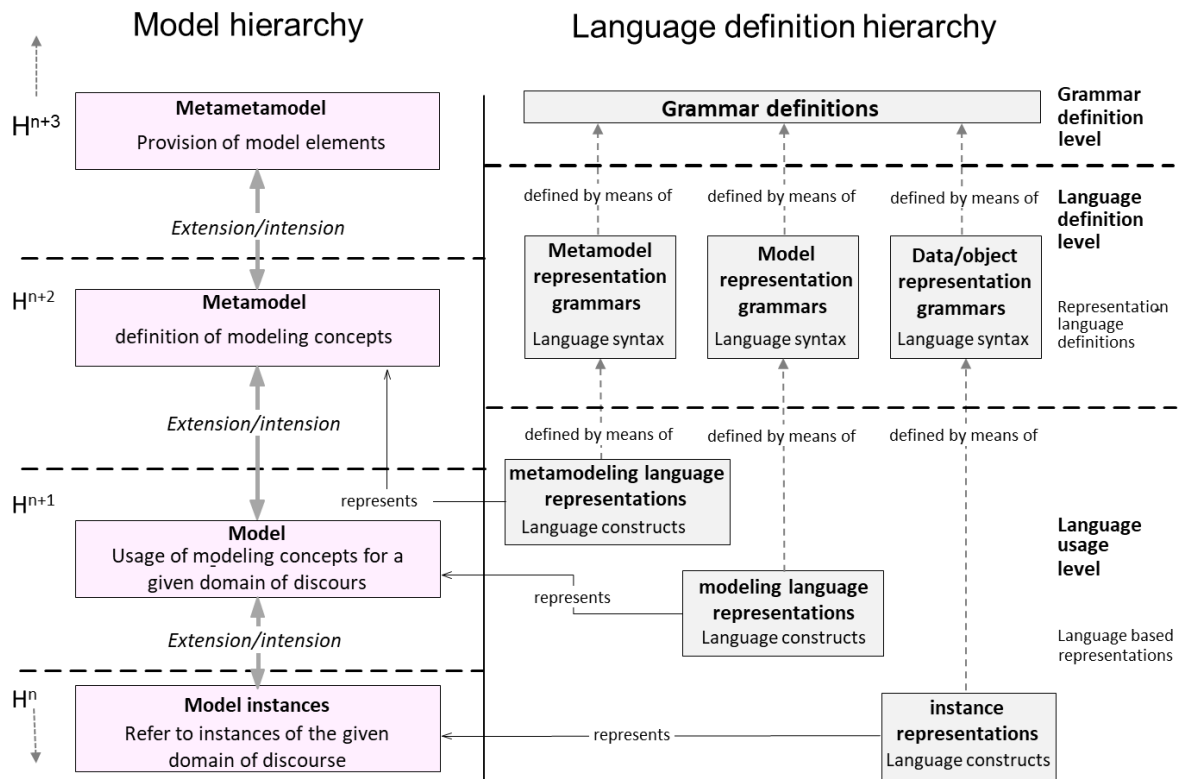 Model hierarchy
Language definition hierarchy
H^n+3
Metametamodel
Provision of model elements
Extension/intension
H^n+2
Metamodel
definition of modeling concepts
Extension/intension
H^n+1
represents
Model
Usage of modeling concepts for a
given domain of discours
Extension/intension
H^n
Model instances
Refer to instances of the given
domain of discourse
Grammar definitions
Grammar
definition
level
defined by means of
defined by means of
defined by means of
Language
definition
level
Metamodel
representation
grammars
Language syntax
Model
representation
grammars
Language syntax
Data/object
representation
grammars
Language syntax
Representation
language
definitions
defined by means of
defined by means of
defined by means of
metamodeling language
representations
Language constructs
Language
usage
level
represents
modeling language
representations
Language constructs
Language based
representations
represents
instance
representations
Language constructs